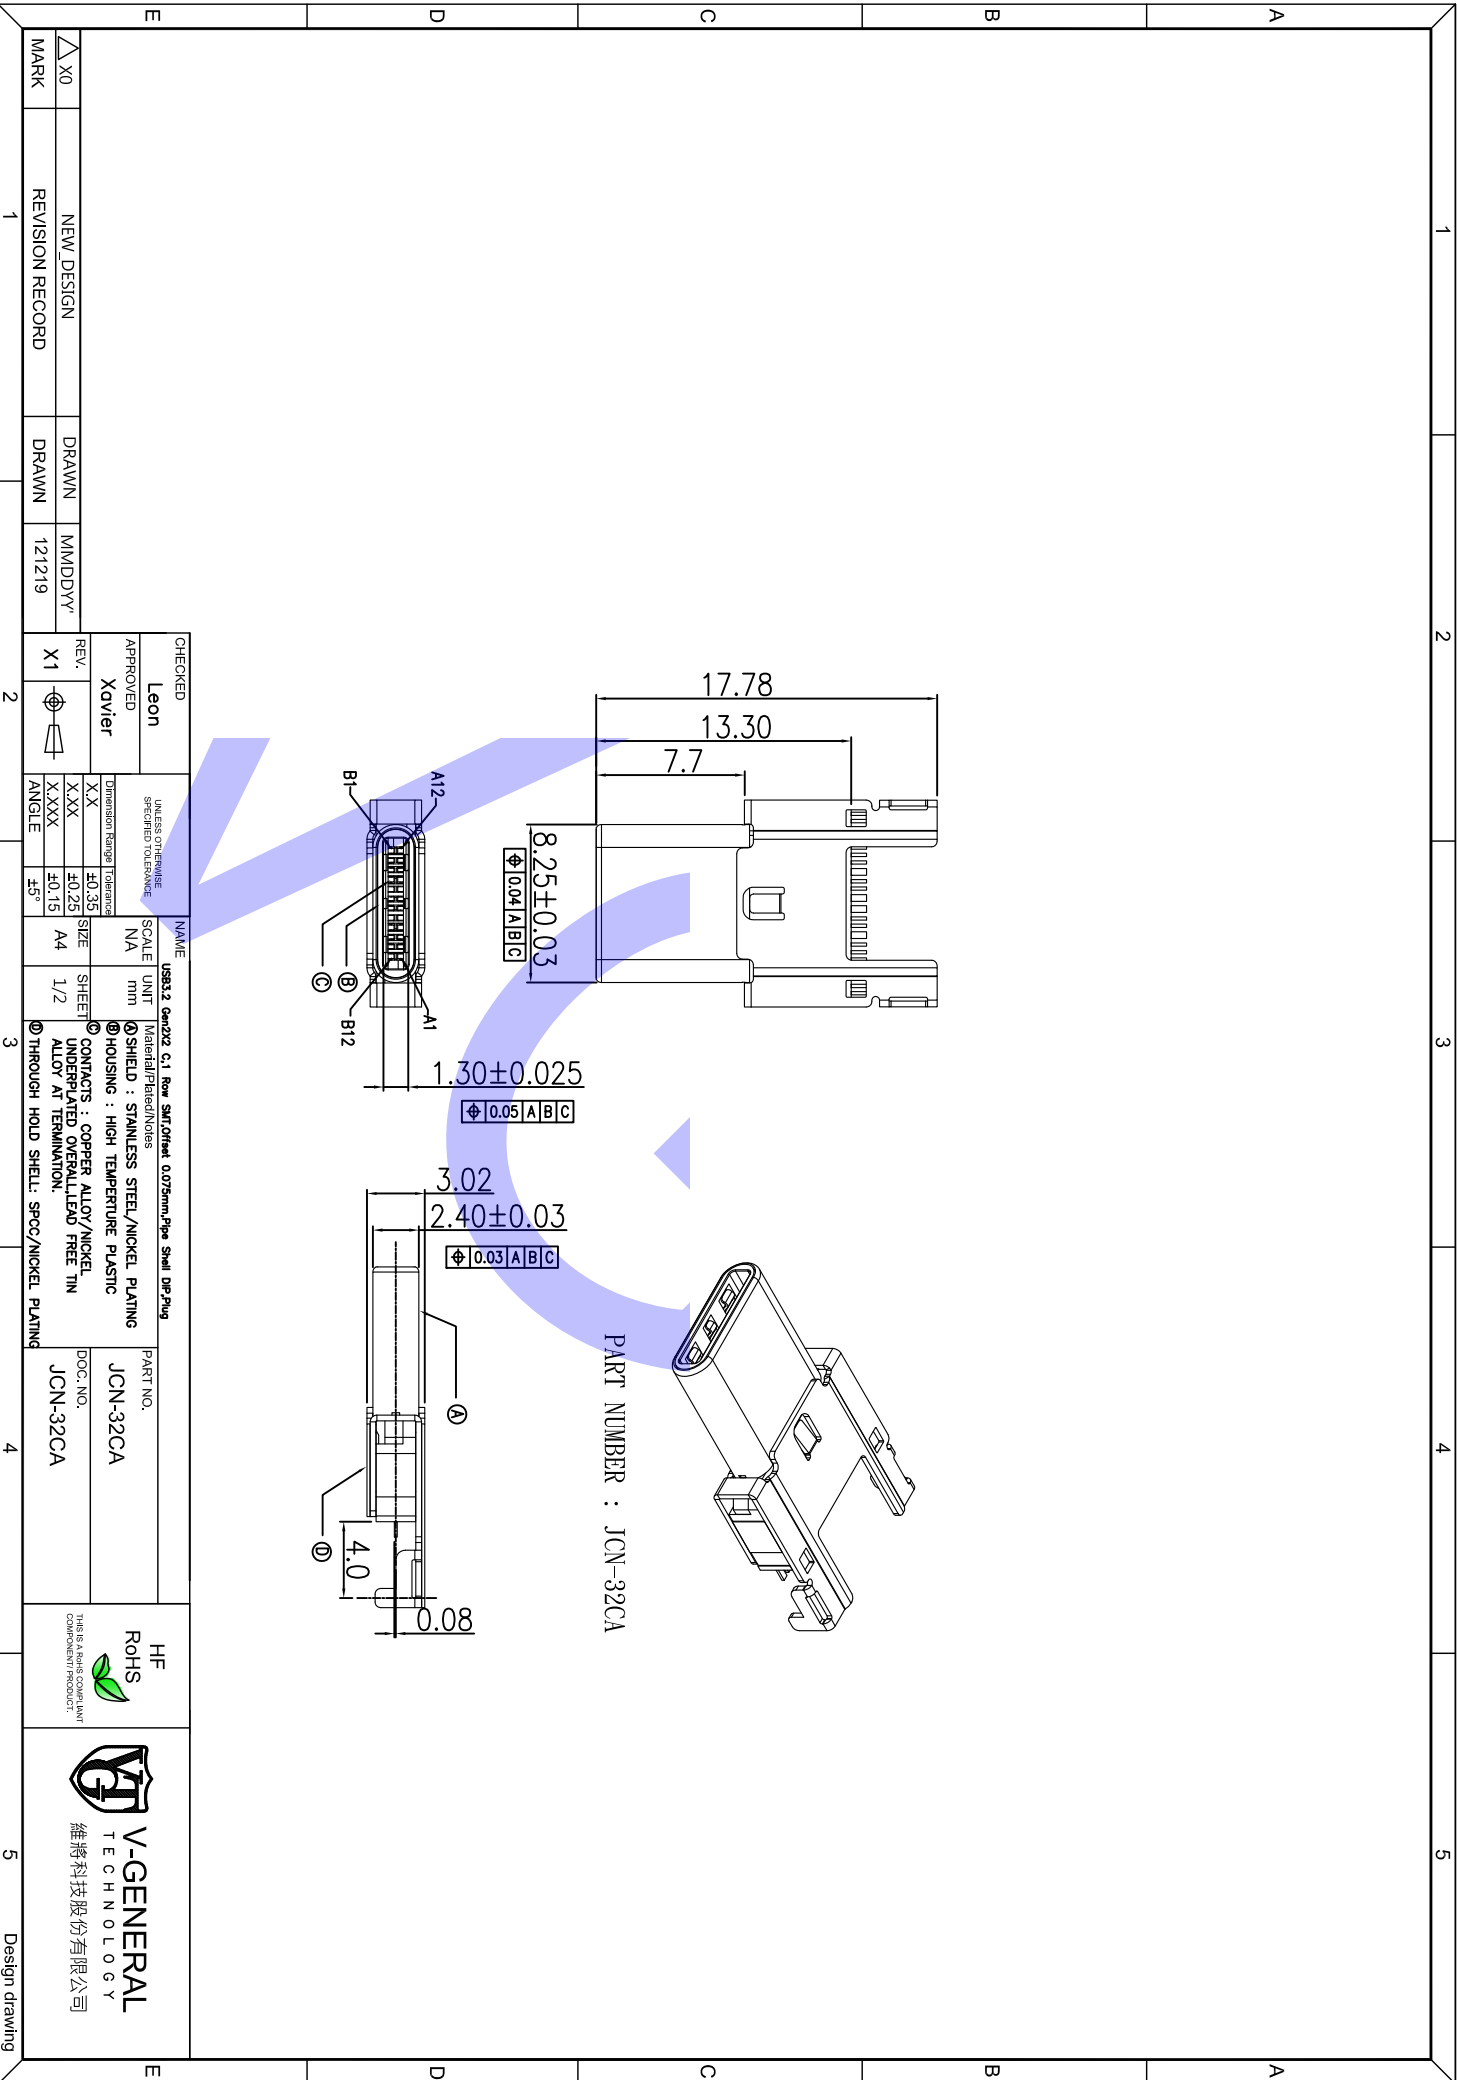 1
2
3
4
5
A
B
C
D
E
A
B
C
D
E
17.78
13.30
7.7
8.25±0.03
0.04 A B C
PART NUMBER : JCN-32CA
A12
B1
A1
B12
B
C
1.30±0.025
0.05 A B C
3.02
2.40±0.03
0.03 A B C
A
D
4.0
0.08
X0
NEW_DESIGN
DRAWN
MMDDYY'
MARK
REVISION RECORD
DRAWN
121219
CHECKED
Leon
APPROVED
Xavier
REV.
X1
UNLESS OTHERWISE
SPECIFIED TOLERANCE
Dimension Range Tolerance
X.X ±0.35
X.XX ±0.25
X.XXX ±0.15
ANGLE ±5°
NAME
USB3.2 Gen2X2 C,1 Row SMT,Offset 0.075mm,Pipe Shell DIP,Plug
SCALE
NA
UNIT
mm
SIZE
A4
SHEET
1/2
Material/Plated/Notes
Ⓐ SHIELD : STAINLESS STEEL/NICKEL PLATING
Ⓑ HOUSING : HIGH TEMPERTURE PLASTIC
Ⓒ CONTACTS : COPPER ALLOY/NICKEL
UNDERPLATED OVERALL,LEAD FREE TIN
ALLOY AT TERMINATION.
Ⓓ THROUGH HOLD SHELL: SPCC/NICKEL PLATING
PART NO.
JCN-32CA
DOC. NO.
JCN-32CA
HF
RoHS
THIS IS A RoHS COMPLIANT
COMPONENT/PRODUCT.
VGT
V-GENERAL
TECHNOLOGY
維將科技股份有限公司
1
2
3
4
5
Design drawing